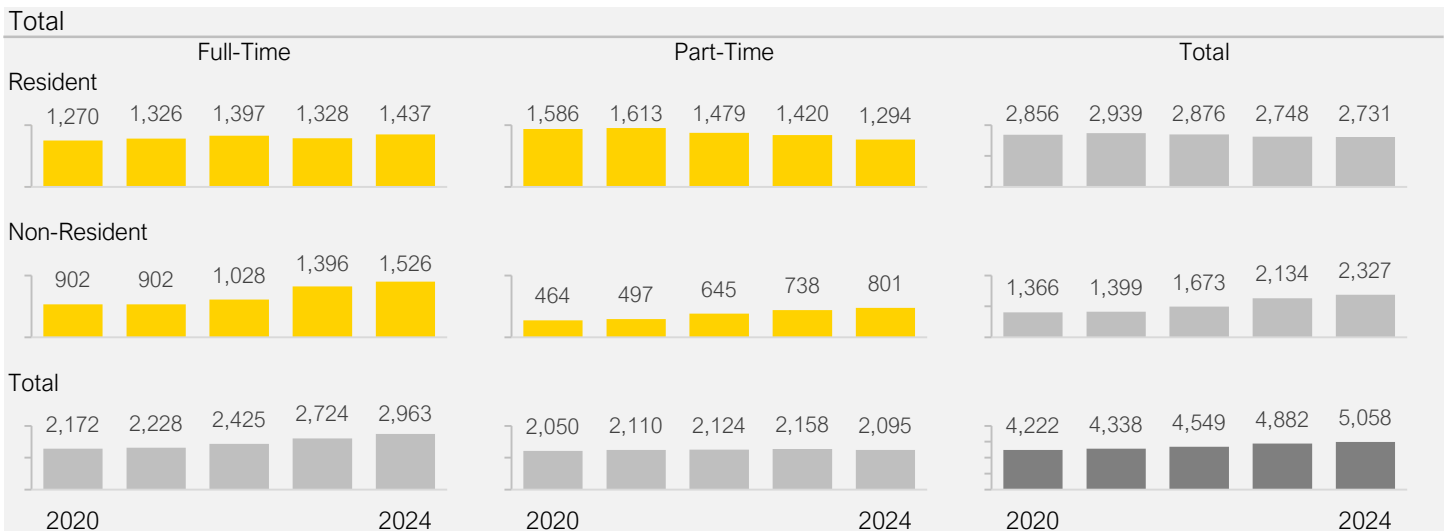 Total
Full-Time Part-Time Total
Resident
1,270 1,326 1,397 1,328 1,437 1,586 1,613 1,479 1,420 1,294 2,856 2,939 2,876 2,748 2,731
Non-Resident
902 902 1,028 1,396 1,526 464 497 645 738 801 1,366 1,399 1,673 2,134 2,327
Total
2,172 2,228 2,425 2,724 2,963 2,050 2,110 2,124 2,158 2,095 4,222 4,338 4,549 4,882 5,058
2020 2024 2020 2024 2020 2024